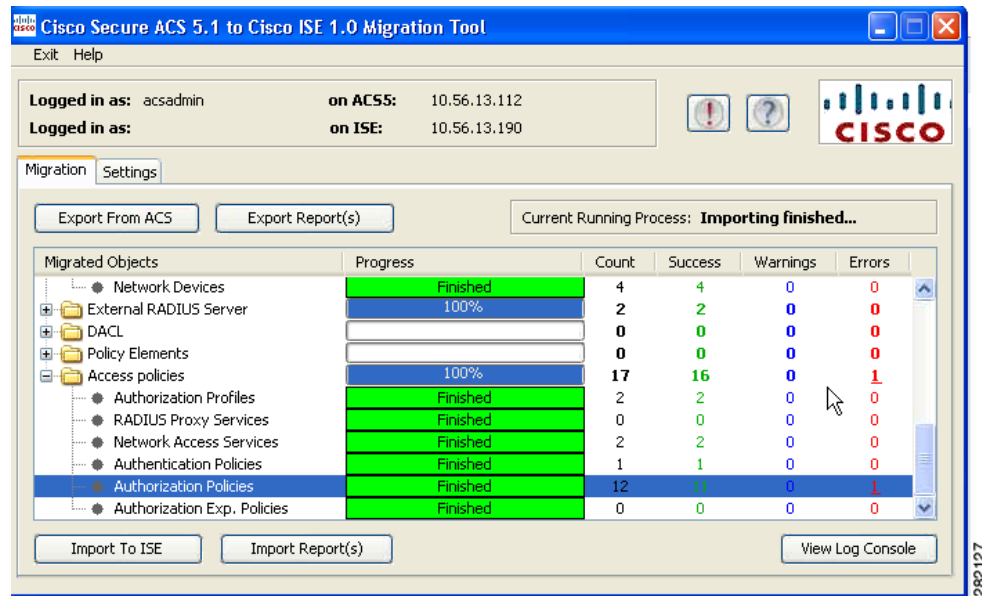 Cisco Secure ACS 5.1 to Cisco ISE 1.0 Migration Tool
Exit Help
Logged in as: acsadmin on ACS5: 10.56.13.112
Logged in as: on ISE: 10.56.13.190
CISCO
Migration Settings
Export From ACS Export Report(s) Current Running Process: Importing finished...
Migrated Objects Progress Count Success Warnings Errors
Network Devices Finished 4 4 0 0
External RADIUS Server 100% 2 2 0 0
DACL 0 0 0 0
Policy Elements 0 0 0 0
Access policies 100% 17 16 0 1
Authorization Profiles Finished 2 2 0 0
RADIUS Proxy Services Finished 0 0 0 0
Network Access Services Finished 2 2 0 0
Authentication Policies Finished 1 1 0 0
Authorization Policies Finished 12 11 0 1
Authorization Exp. Policies Finished 0 0 0 0
Import To ISE Import Report(s) View Log Console
282127